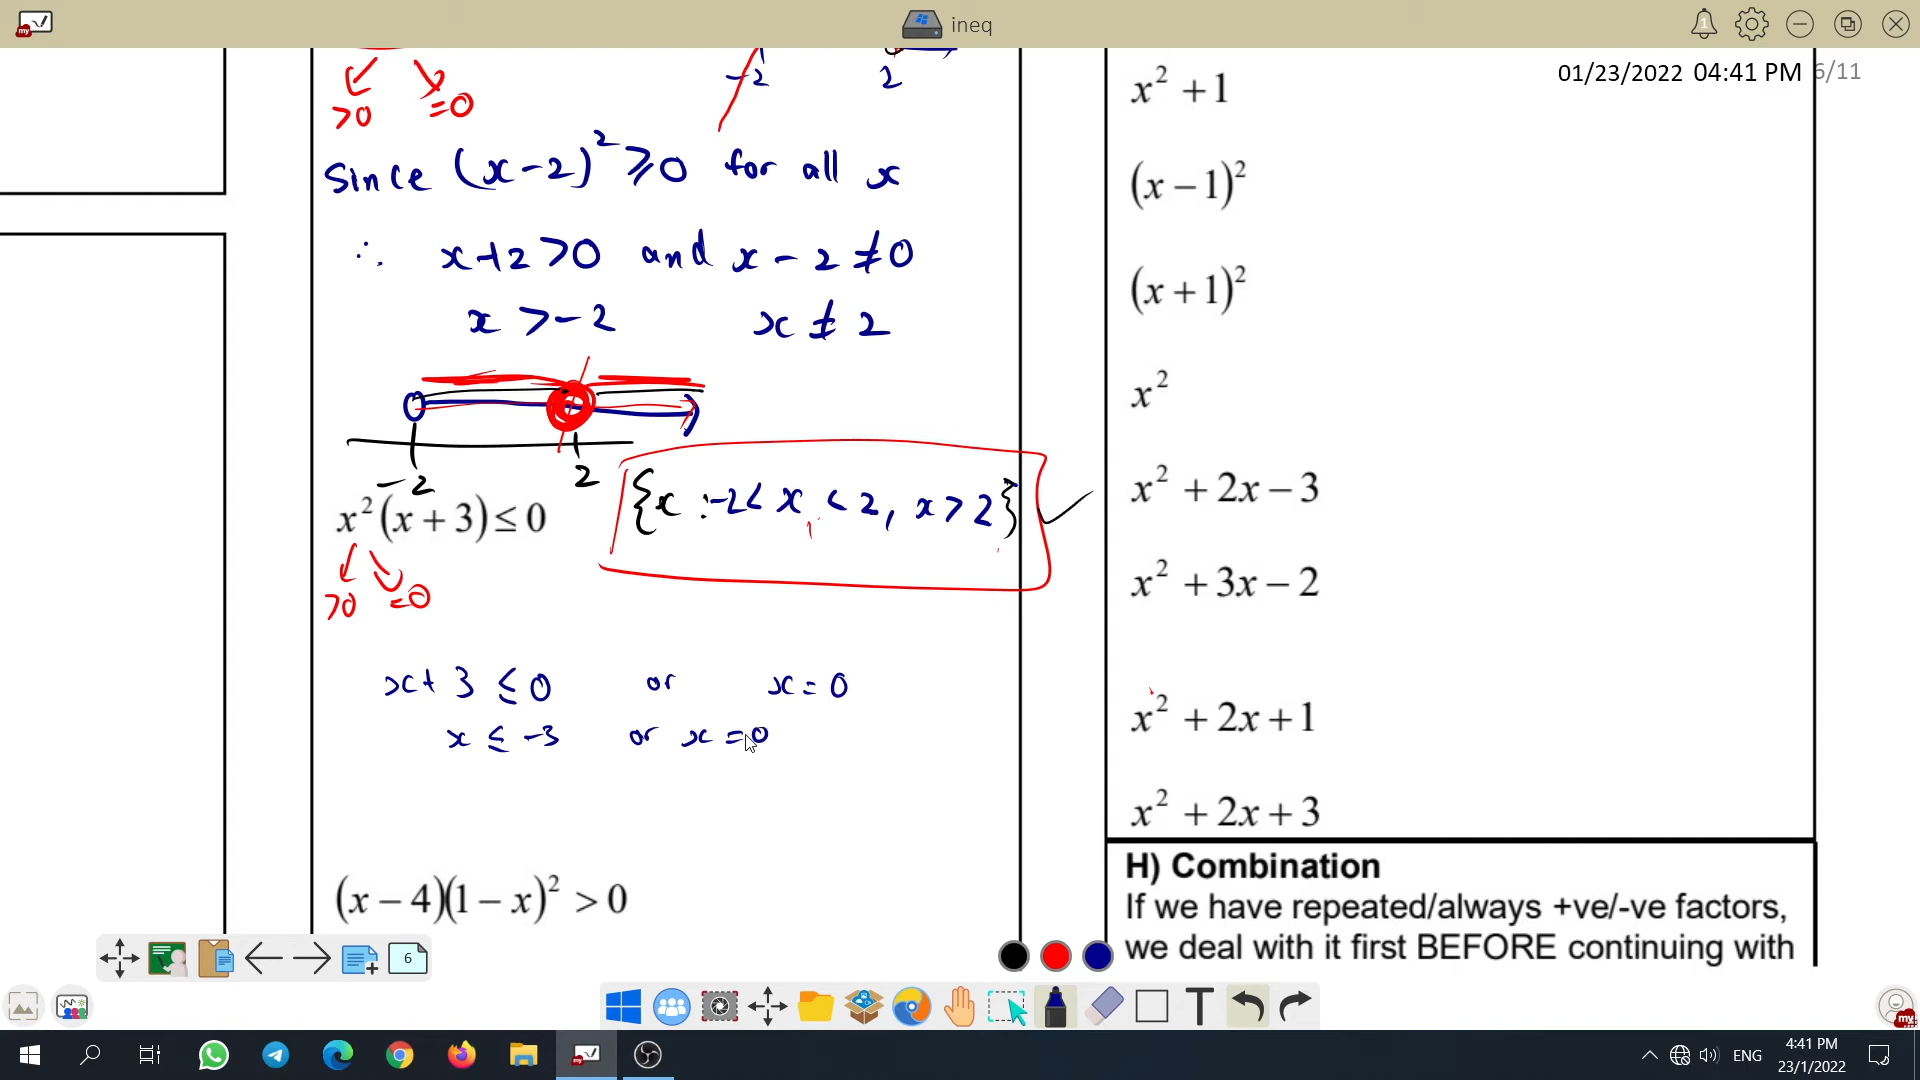 ineq
01/23/2022 04:41 PM 6/11
>0 =0
-2 2
Since (x-2)² ⩾0 for all x
∴ x+2>0 and x-2≠0
x >-2 x ≠ 2
-2 2
{x : -2< x < 2, x > 2}
x²(x+3)≤0
>0 =0
x+3 ≤ 0 or x=0
x ≤ -3 or x=0
(x-4)(1-x)² >0
x² +1
(x-1)²
(x+1)²
x²
x² +2x-3
x² +3x-2
x² +2x+1
x² +2x+3
H) Combination
If we have repeated/always +ve/-ve factors,
we deal with it first BEFORE continuing with
6
T
my
ENG
4:41 PM
23/1/2022